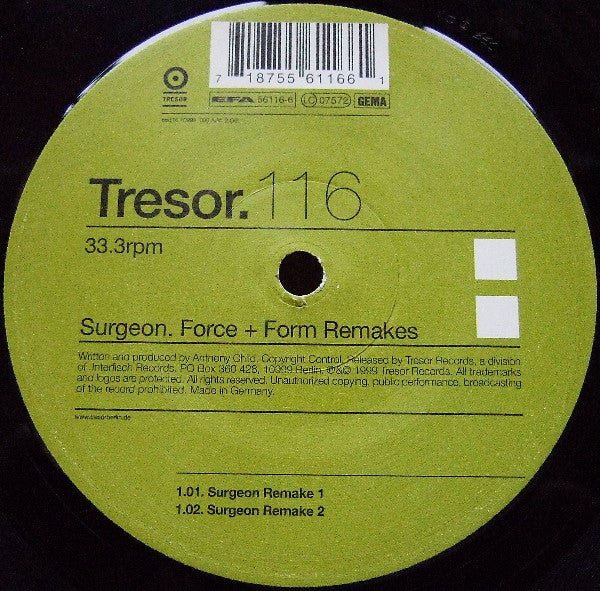 7 18755 61166 1
TRESOR
EFA 56116-6 LC 07572 GEMA
Tresor.116
33.3rpm
Surgeon. Force + Form Remakes
Written and produced by Anthony Child. Copyright Control. Released by Tresor Records, a division
of Interfisch Records. PO Box 360 428, 10999 Berlin. ℗&© 1999 Tresor Records. All trademarks
and logos are protected. All rights reserved. Unauthorized copying, public performance, broadcasting
of the record prohibited. Made in Germany.
www.tresorberlin.de
1.01. Surgeon Remake 1
1.02. Surgeon Remake 2